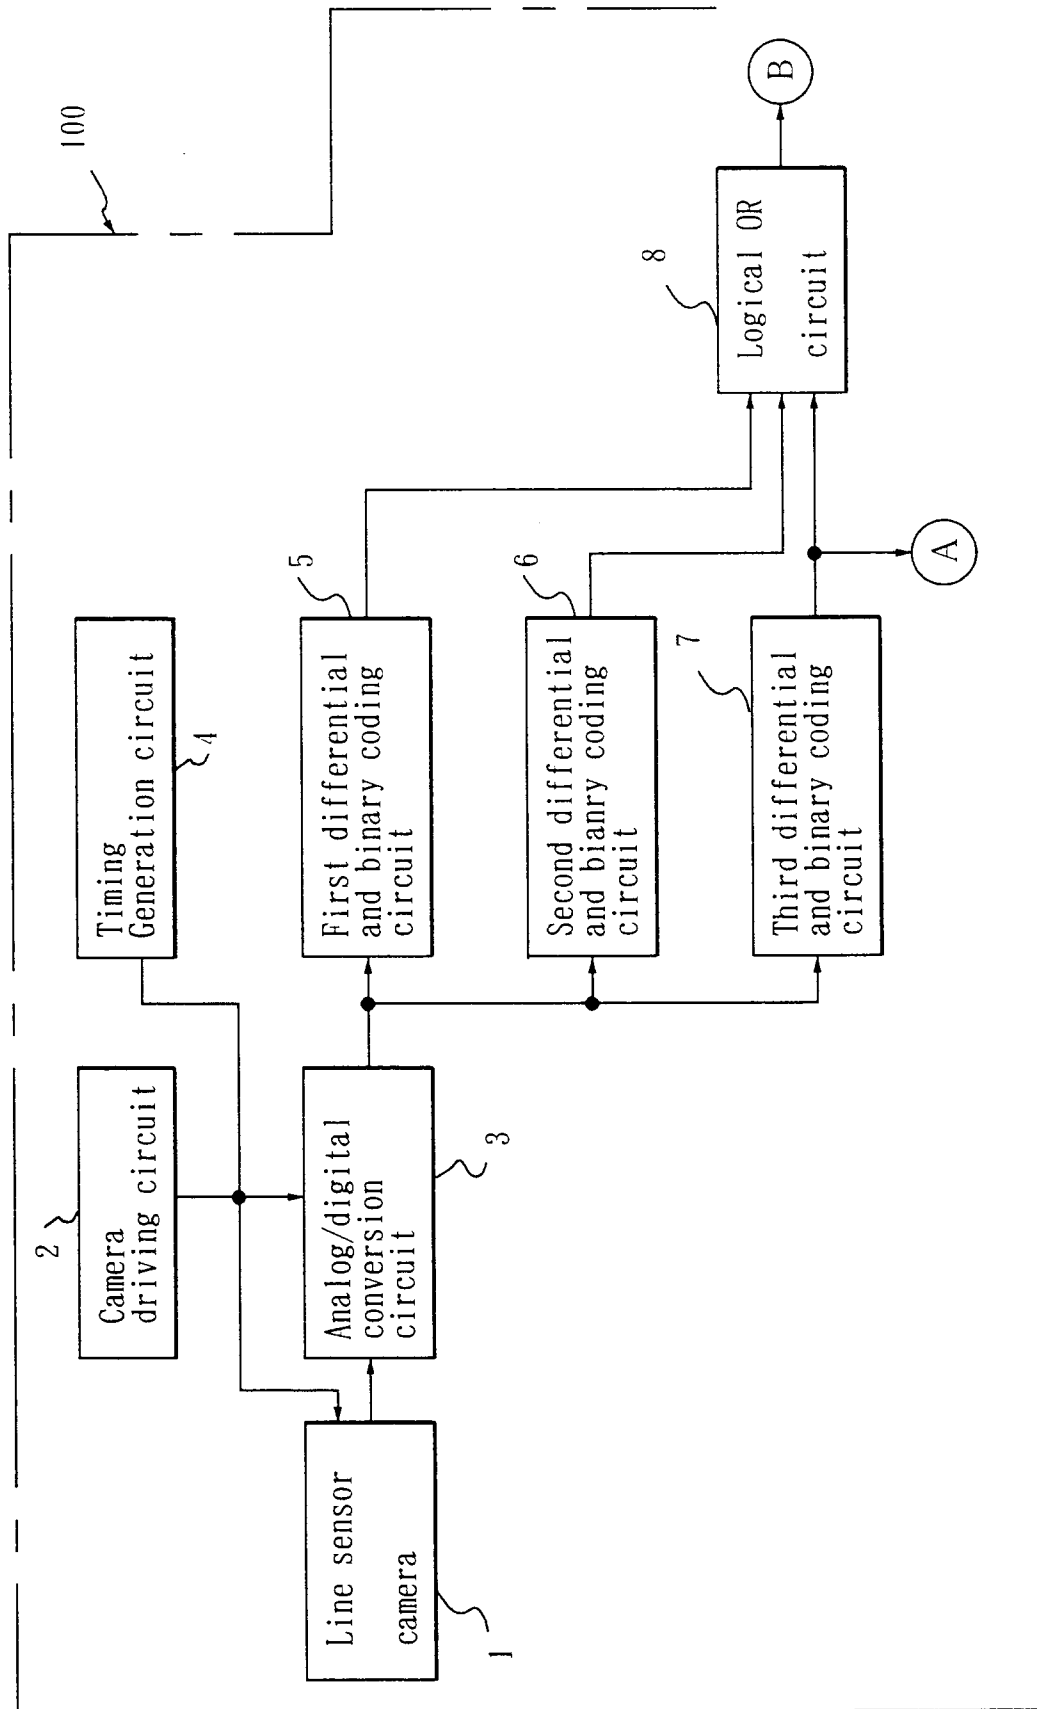 100
2
Camera
driving circuit
Timing
Generation circuit
4
1
Line sensor
camera
Analog/digital
conversion
circuit
3
5
First differential
and binary coding
circuit
6
Second differential
and bianry coding
circuit
7
Third differential
and binary coding
circuit
8
Logical OR
circuit
A
B